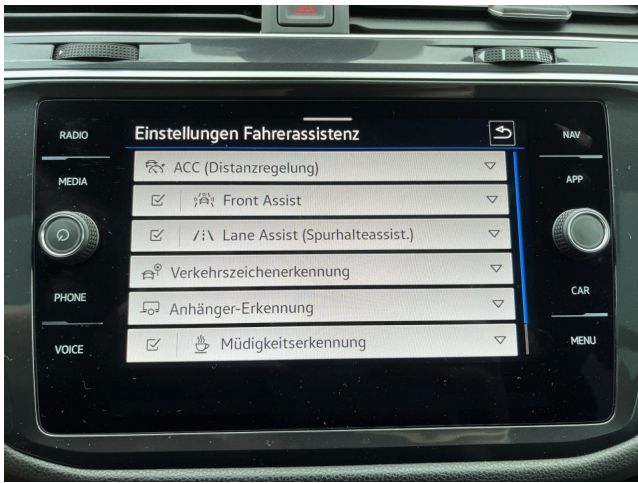 RADIO
MEDIA
PHONE
VOICE
Einstellungen Fahrerassistenz
ACC (Distanzregelung)
Front Assist
Lane Assist (Spurhalteassist.)
Verkehrszeichenerkennung
Anhänger-Erkennung
Müdigkeitserkennung
NAV
APP
CAR
MENU